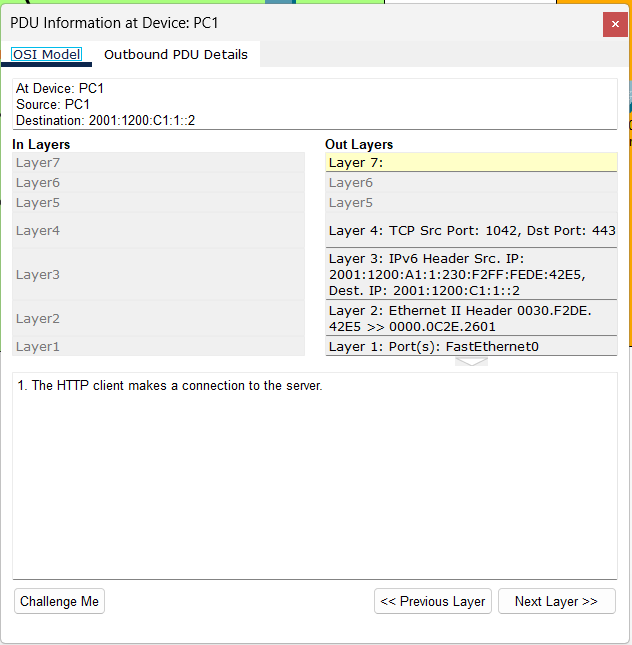 PDU Information at Device: PC1
OSI Model
Outbound PDU Details
At Device: PC1
Source: PC1
Destination: 2001:1200:C1:1::2
In Layers
Layer7
Layer6
Layer5
Layer4
Layer3
Layer2
Layer1
Out Layers
Layer 7:
Layer6
Layer5
Layer 4: TCP Src Port: 1042, Dst Port: 443
Layer 3: IPv6 Header Src. IP:
2001:1200:A1:1:230:F2FF:FEDE:42E5,
Dest. IP: 2001:1200:C1:1::2
Layer 2: Ethernet II Header 0030.F2DE.
42E5 >> 0000.0C2E.2601
Layer 1: Port(s): FastEthernet0
1. The HTTP client makes a connection to the server.
Challenge Me
<< Previous Layer
Next Layer >>